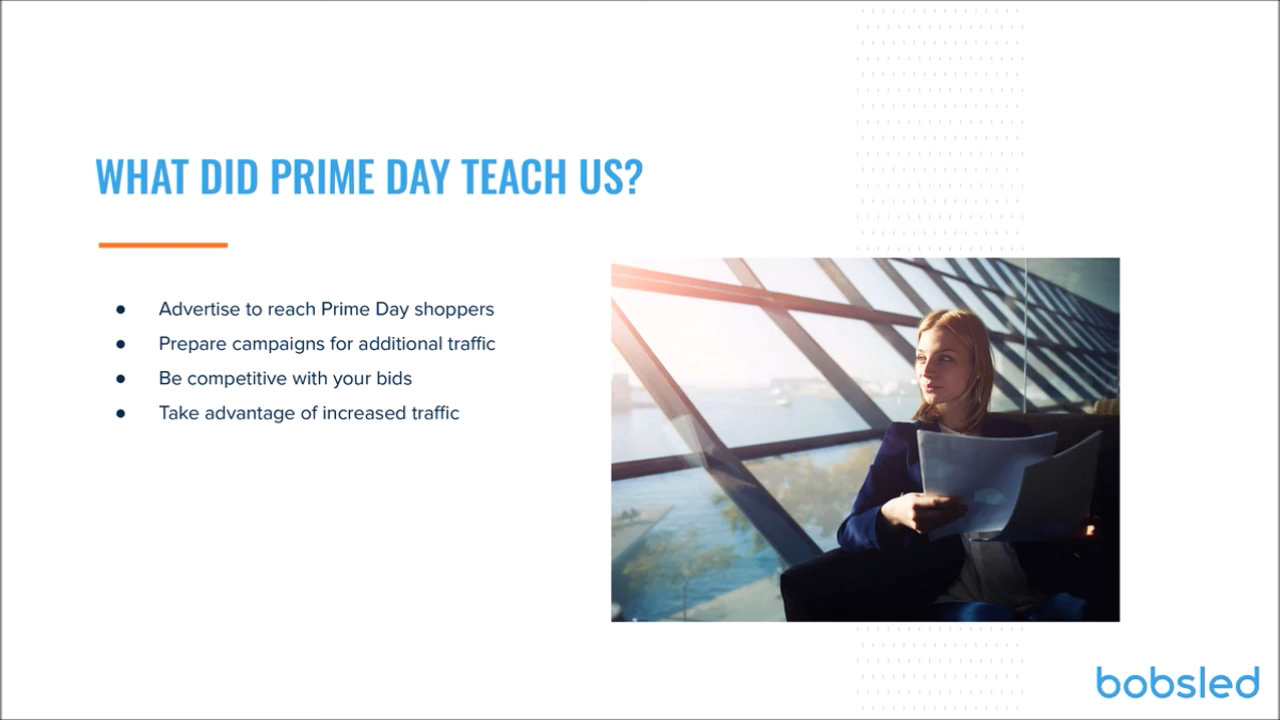 WHAT DID PRIME DAY TEACH US?
● Advertise to reach Prime Day shoppers
● Prepare campaigns for additional traffic
● Be competitive with your bids
● Take advantage of increased traffic
bobsled